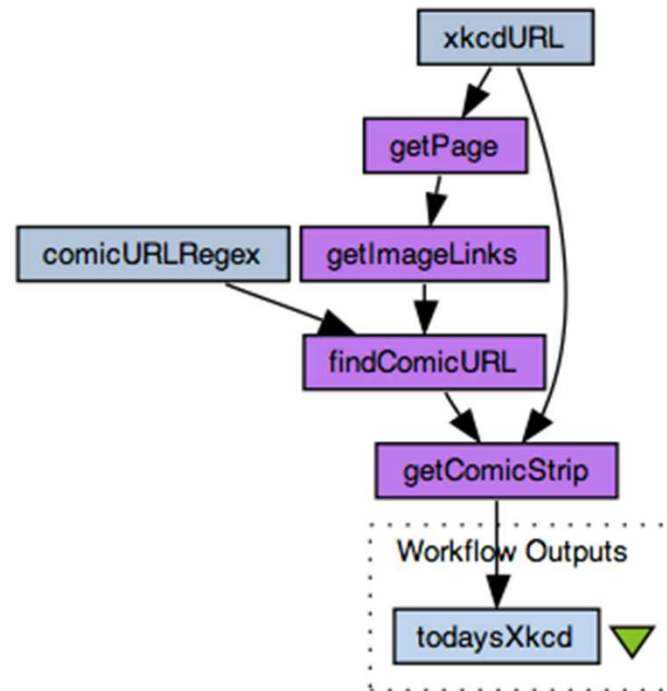 xkcdURL
getPage
comicURLRegex
getImageLinks
findComicURL
getComicStrip
Workflow Outputs
todaysXkcd